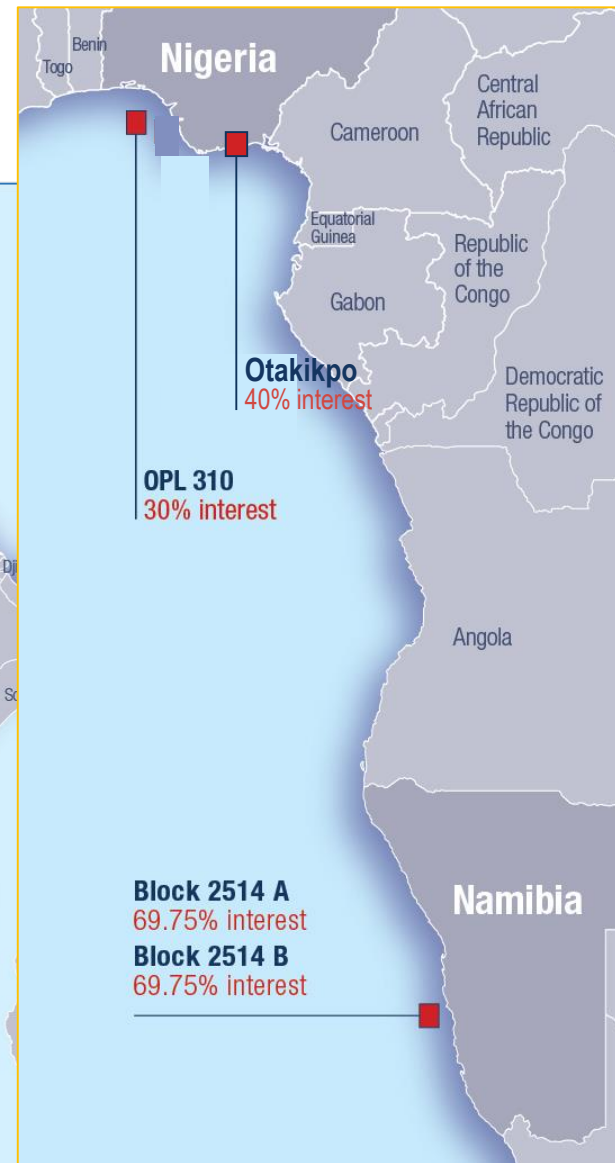 Benin
Togo
Nigeria
Central
African
Republic
Cameroon
Equatorial
Guinea
Republic
of the
Congo
Gabon
Otakikpo
40% interest
Democratic
Republic of
the Congo
OPL 310
30% interest
Angola
Block 2514 A
69.75% interest
Namibia
Block 2514 B
69.75% interest